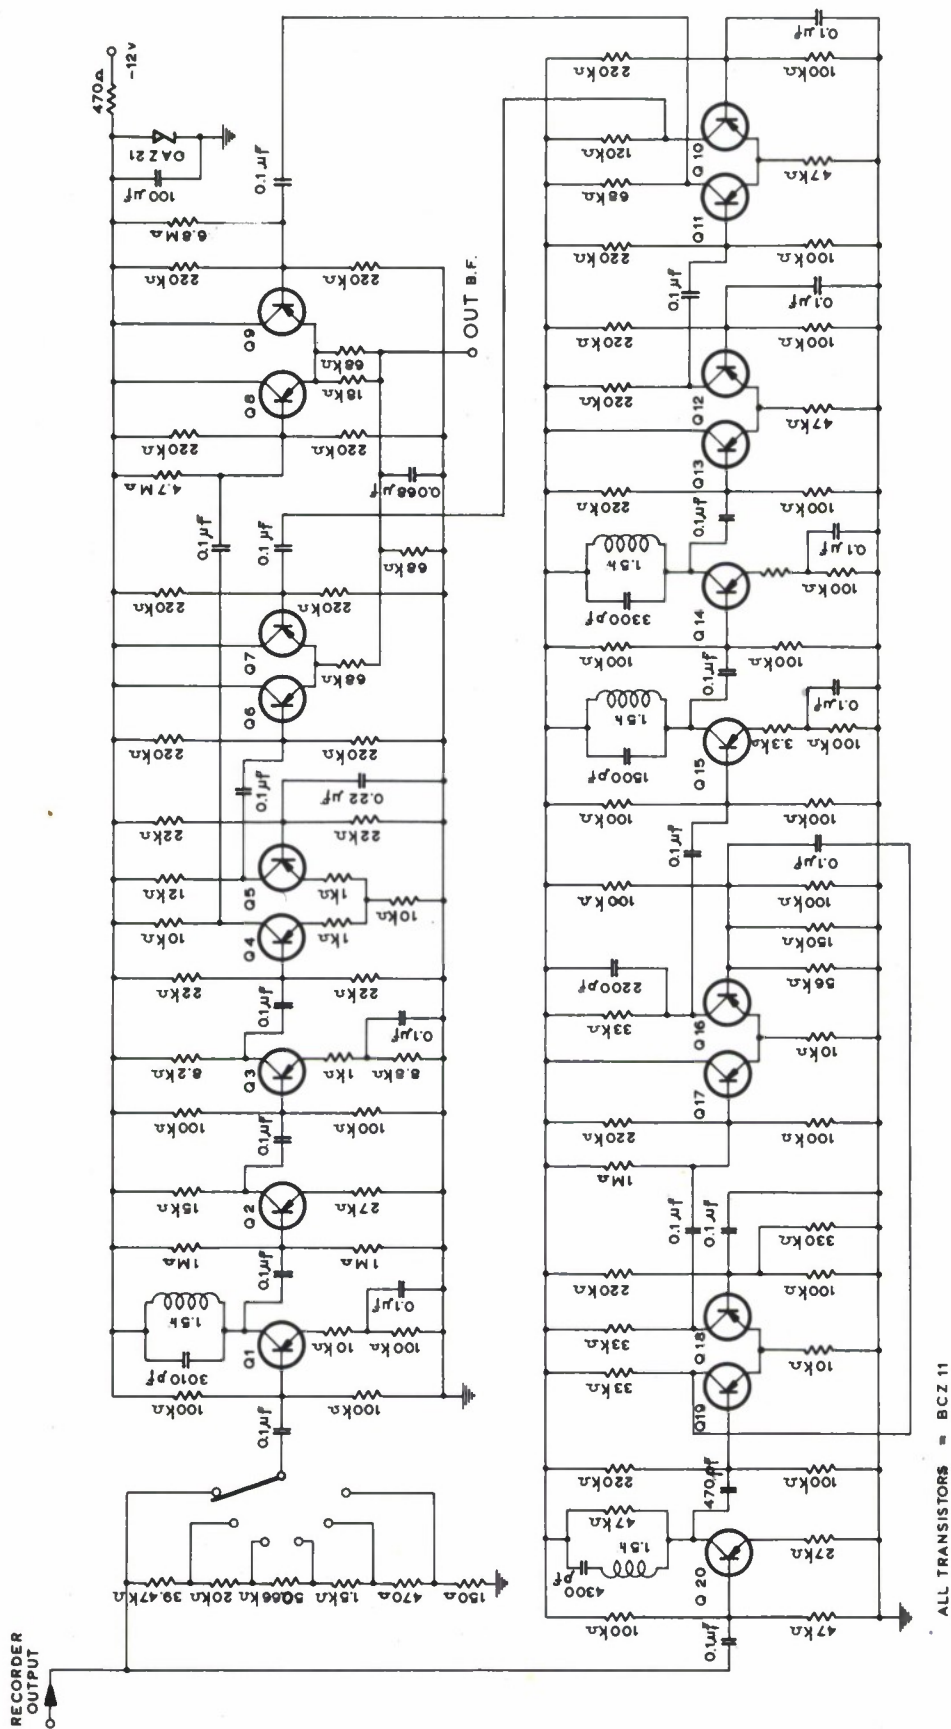 RECORDER
OUTPUT
39.47kΩ
20kΩ
1.5kΩ
470Ω
150Ω
0.1µf
100kΩ
100kΩ
3010pf
1.5h
Q1
10kΩ
100kΩ
0.1µf
0.1µf
1MΩ
1MΩ
15kΩ
Q2
27kΩ
0.1µf
100kΩ
100kΩ
8.2kΩ
Q3
1kΩ
8.8kΩ
0.1µf
0.1µf
22kΩ
22kΩ
10kΩ
Q4
1kΩ
10kΩ
12kΩ
Q5
1kΩ
22kΩ
22kΩ
0.22µf
0.1µf
220kΩ
220kΩ
Q6
68kΩ
Q7
220kΩ
220kΩ
68kΩ
0.1µf
0.1µf
4.7MΩ
0.068µf
220kΩ
220kΩ
Q8
18kΩ
68kΩ
Q9
OUT B.F.
220kΩ
220kΩ
6.8MΩ
0.1µf
100µf
OAZ21
470Ω
-12v
0.1µf
100kΩ
47kΩ
4300
pf
1.5h
47kΩ
Q20
27kΩ
470pf
220kΩ
100kΩ
Q19
33kΩ
33kΩ
Q18
10kΩ
220kΩ
100kΩ
330kΩ
0.1µf
0.1µf
1MΩ
220kΩ
100kΩ
Q17
Q16
10kΩ
33kΩ
2200pf
56kΩ
150kΩ
100kΩ
100kΩ
0.1µf
0.1µf
100kΩ
100kΩ
1500pf
1.5h
Q15
3.3kΩ
100kΩ
0.1µf
0.1µf
100kΩ
100kΩ
3300pf
1.5h
Q14
100kΩ
0.1µf
0.1µf
220kΩ
100kΩ
Q13
Q12
47kΩ
220kΩ
220kΩ
100kΩ
0.1µf
0.1µf
220kΩ
100kΩ
Q11
68kΩ
Q10
120kΩ
47kΩ
220kΩ
100kΩ
0.1µf
ALL TRANSISTORS = BCZ 11